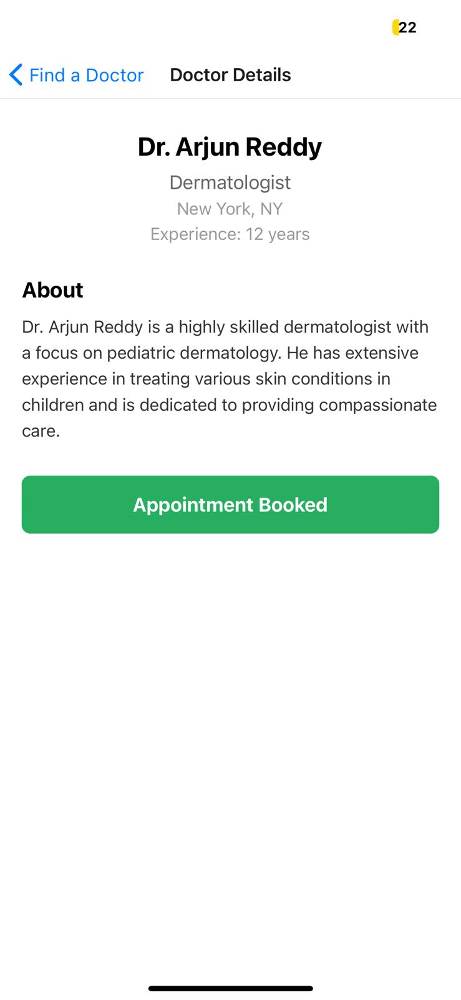 22
Find a Doctor
Doctor Details
Dr. Arjun Reddy
Dermatologist
New York, NY
Experience: 12 years
About
Dr. Arjun Reddy is a highly skilled dermatologist with
a focus on pediatric dermatology. He has extensive
experience in treating various skin conditions in
children and is dedicated to providing compassionate
care.
Appointment Booked